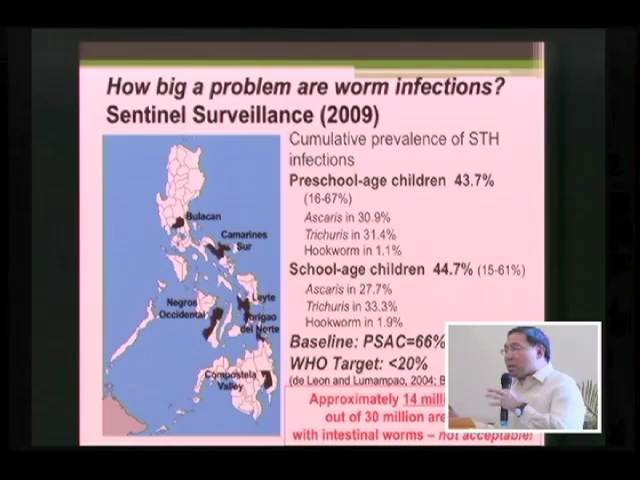 How big a problem are worm infections?
Sentinel Surveillance (2009)
Cumulative prevalence of STH
infections
Preschool-age children 43.7%
(16-67%)
Ascaris in 30.9%
Trichuris in 31.4%
Hookworm in 1.1%
School-age children 44.7% (15-61%)
Ascaris in 27.7%
Trichuris in 33.3%
Hookworm in 1.9%
Baseline: PSAC=66%
WHO Target: <20%
(de Leon and Lumampao, 2004;
Approximately 14
out of 30 million are
with intestinal worms – not acceptable!
Bulacan
Camarines
Sur
Leyte
Negros
Occidental
del Norte
Compostela
Valley